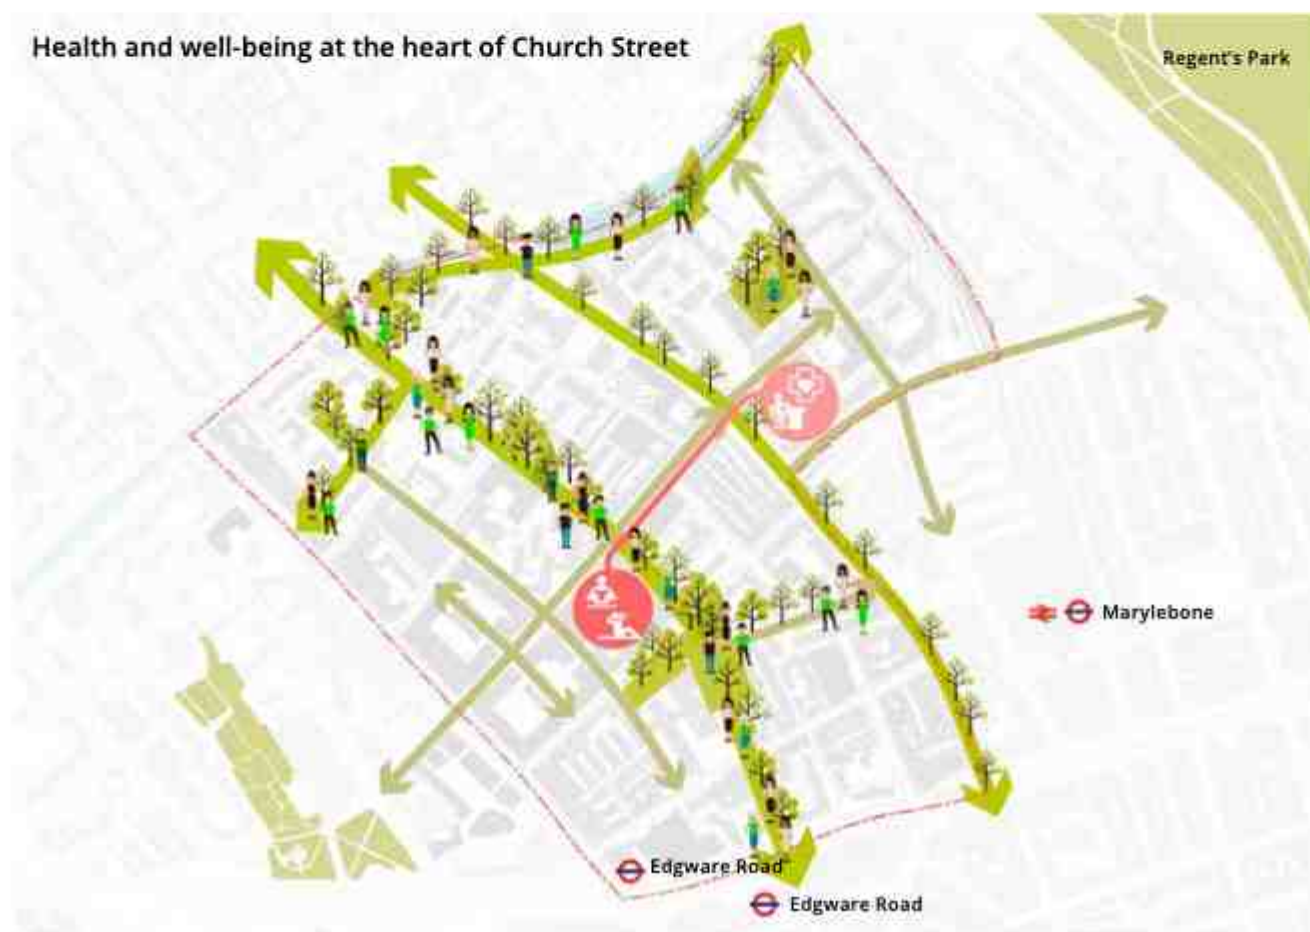 Health and well-being at the heart of Church Street
Regent's Park
Marylebone
Edgware Road
Edgware Road